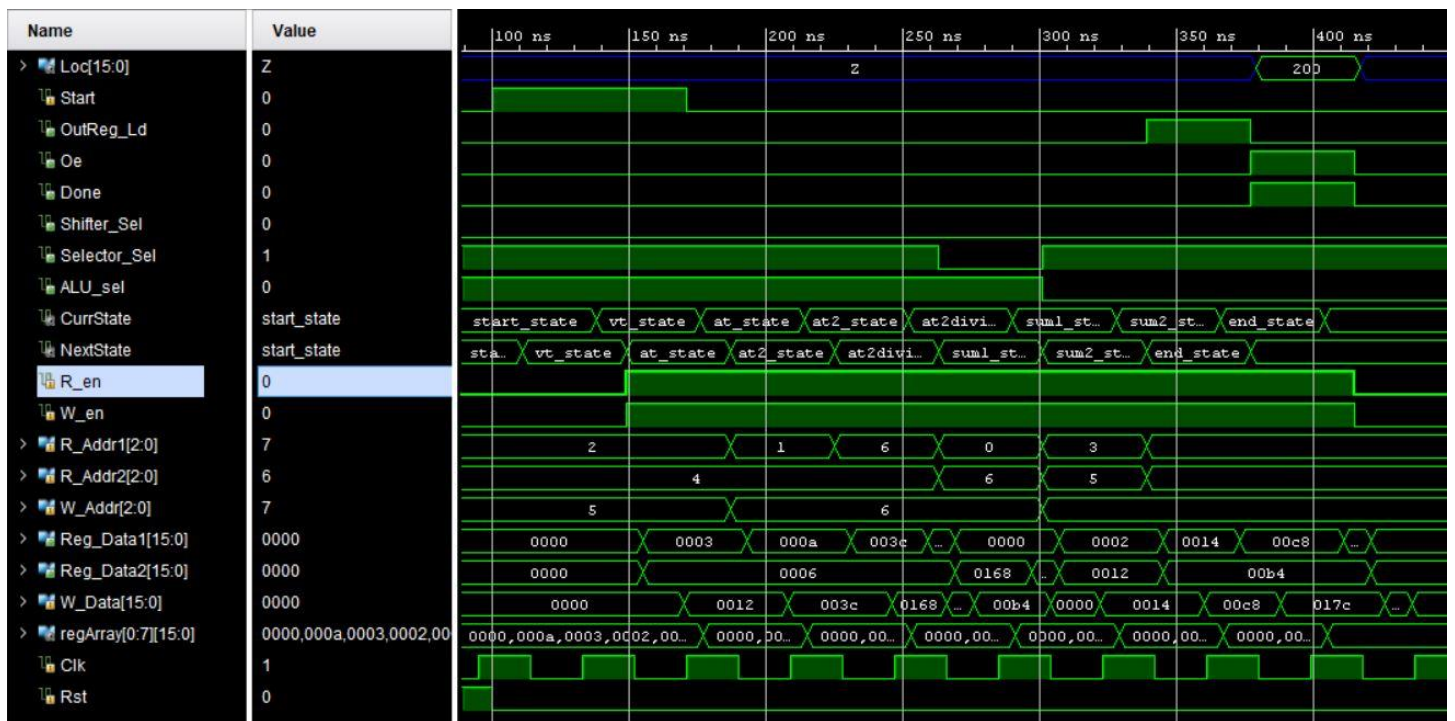 Name Value 100 ns 150 ns 200 ns 250 ns 300 ns 350 ns 400 ns
Loc[15:0] Z Z 200
Start 0
OutReg_Ld 0
Oe 0
Done 0
Shifter_Sel 0
Selector_Sel 1
ALU_sel 0
CurrState start_state start_state vt_state at_state at2_state at2divi... sum1_st... sum2_st... end_state
NextState start_state sta... vt_state at_state at2_state at2divi... sum1_st... sum2_st... end_state
R_en 0
W_en 0
R_Addr1[2:0] 7 2 1 6 0 3
R_Addr2[2:0] 6 4 6 5
W_Addr[2:0] 7 5 6
Reg_Data1[15:0] 0000 0000 0003 000a 003c ... 0000 0002 0014 00c8 ...
Reg_Data2[15:0] 0000 0000 0006 0168 ... 0012 00b4
W_Data[15:0] 0000 0000 0012 003c 0168 ... 00b4 0000 0014 00c8 017c ...
regArray[0:7][15:0] 0000,000a,0003,0002,00 0000,000a,0003,0002,00... 0000,00... 0000,00... 0000,00... 0000,00... 0000,00... 0000,00...
Clk 1
Rst 0